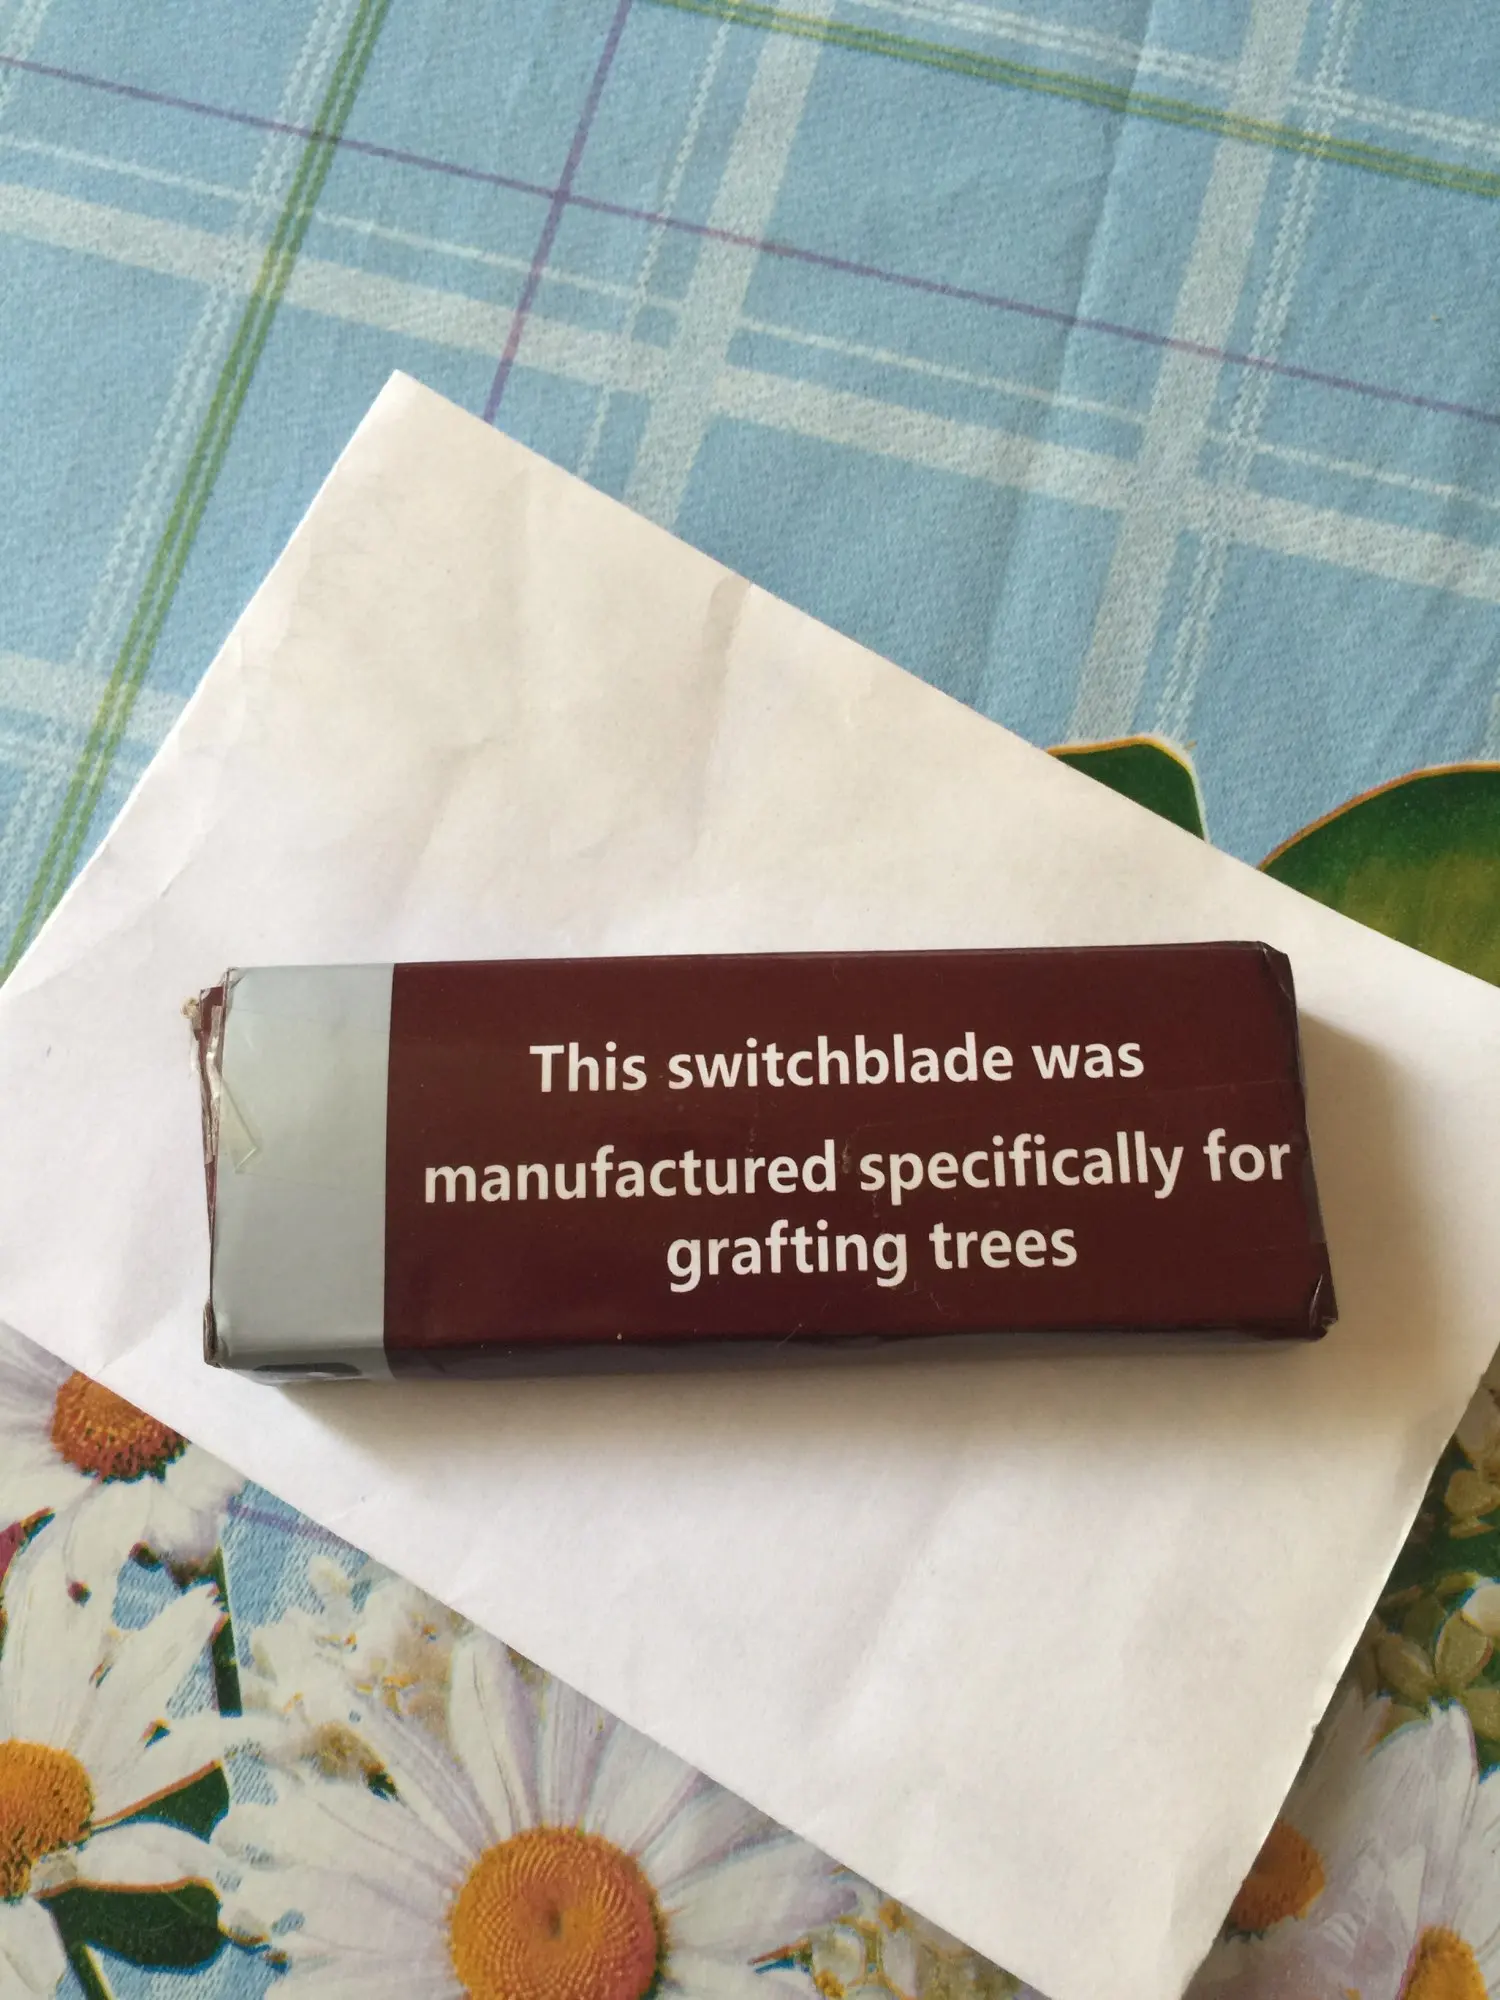 This switchblade was
manufactured specifically for
grafting trees